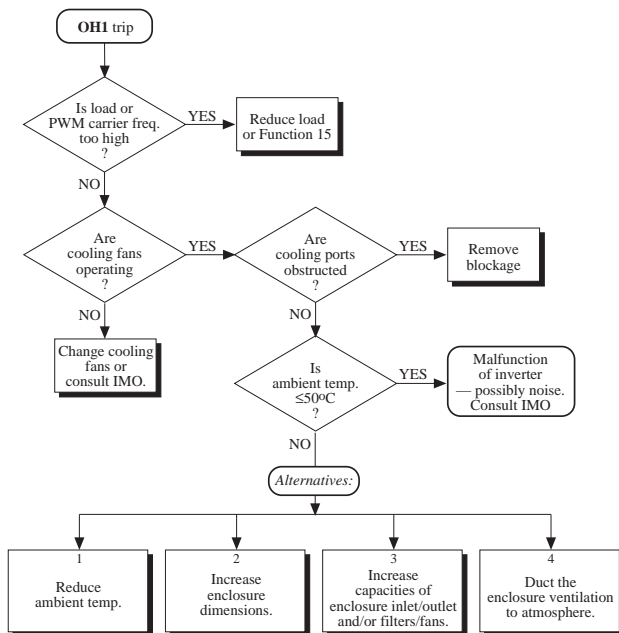 OH1 trip
Is load or
PWM carrier freq.
too high
?
YES
Reduce load
or Function 15
NO
Are
cooling fans
operating
?
YES
Are
cooling ports
obstructed
?
YES
Remove
blockage
NO
Change cooling
fans or
consult IMO.
NO
Is
ambient temp.
≤50ºC
?
YES
Malfunction
of inverter
— possibly noise.
Consult IMO
NO
Alternatives:
1
Reduce
ambient temp.
2
Increase
enclosure
dimensions.
3
Increase
capacities of
enclosure inlet/outlet
and/or filters/fans.
4
Duct the
enclosure ventilation
to atmosphere.